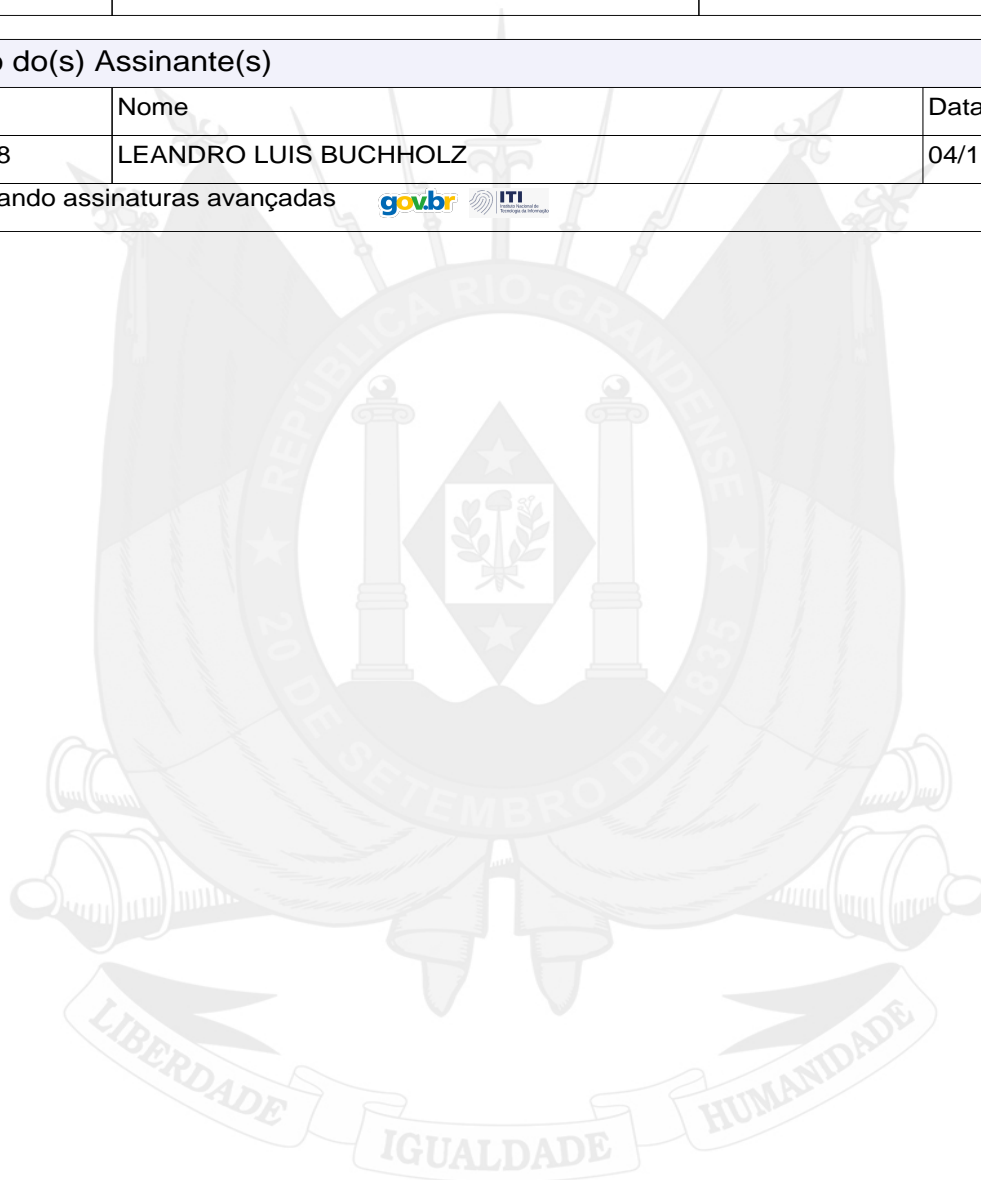 o do(s) Assinante(s)
Nome Data
8 LEANDRO LUIS BUCHHOLZ 04/1
ando assinaturas avançadas gov.br ITI
REPÚBLICA RIO-GRANDENSE
20 DE SETEMBRO DE 1835
LIBERDADE IGUALDADE HUMANIDADE